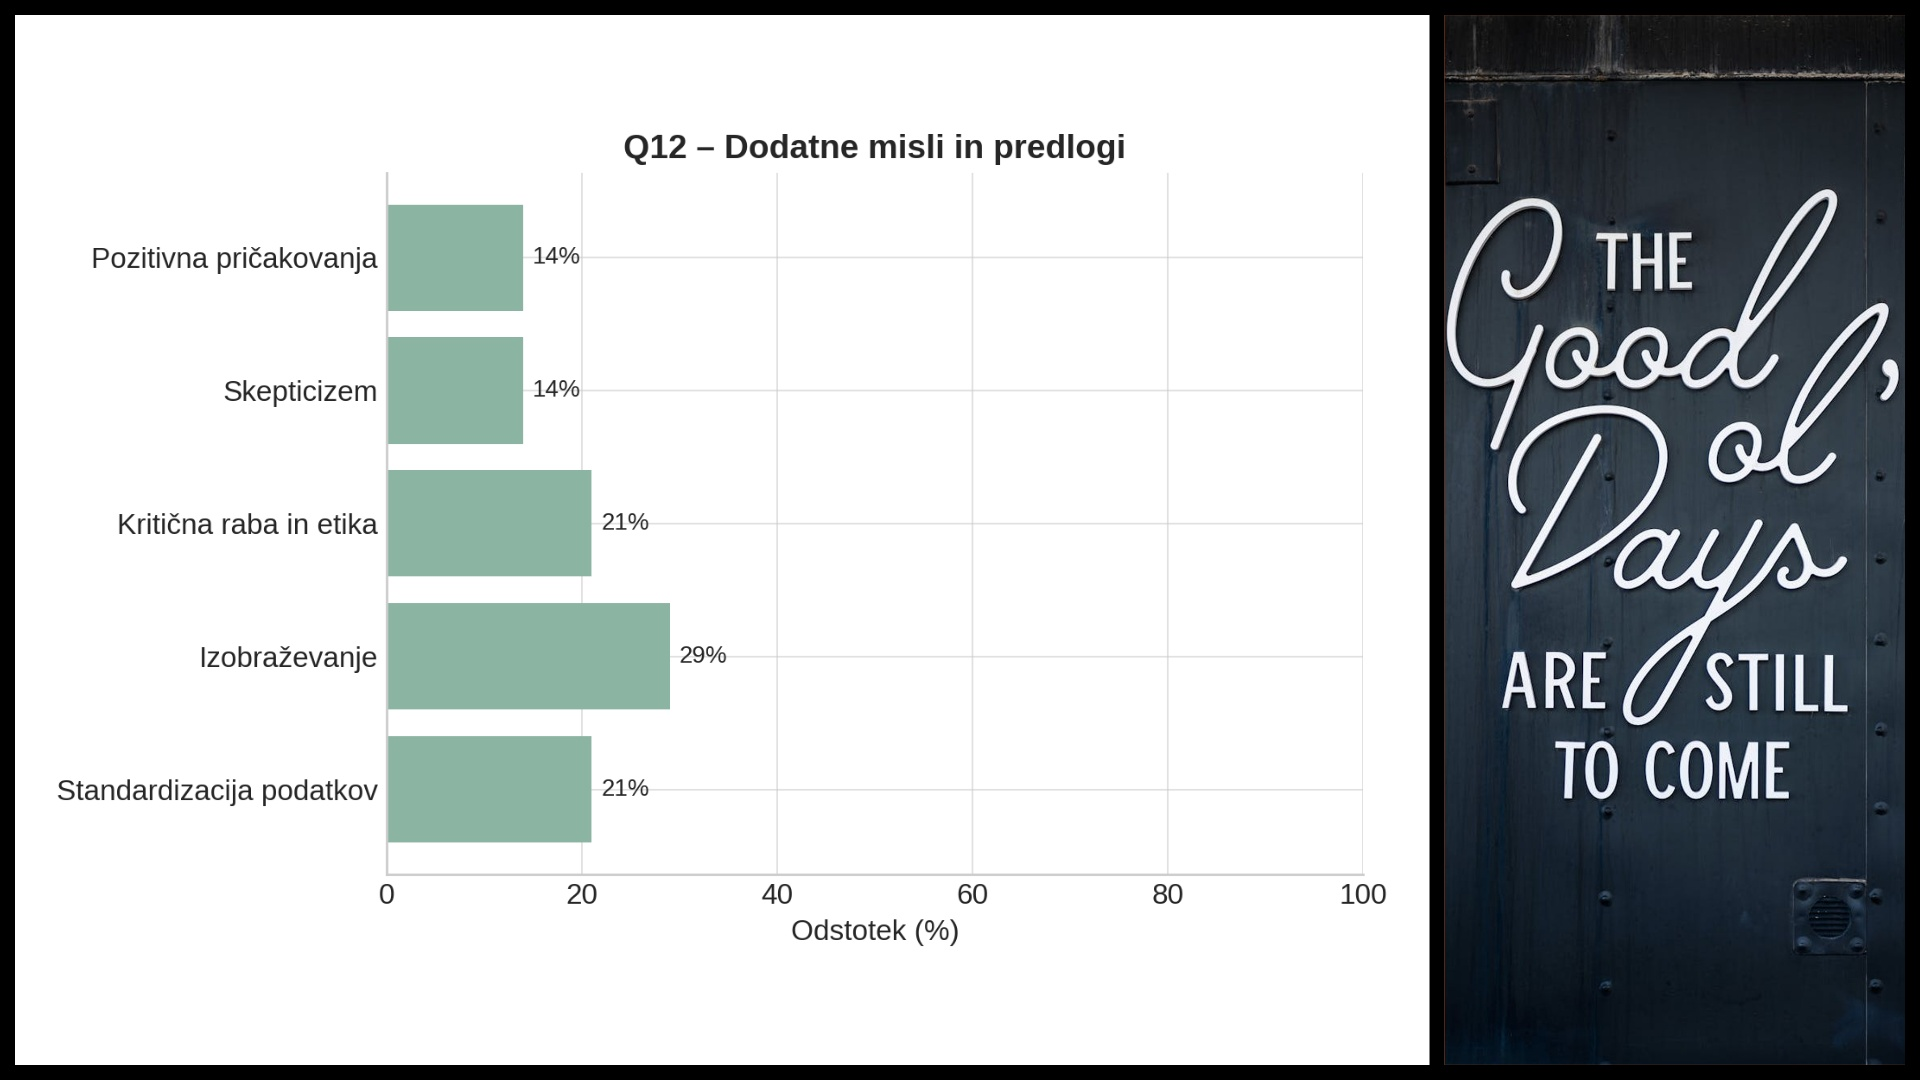 Q12 – Dodatne misli in predlogi
Pozitivna pričakovanja
14%
Skepticizem
14%
Kritična raba in etika
21%
Izobraževanje
29%
Standardizacija podatkov
21%
0 20 40 60 80 100
Odstotek (%)
THE
Good
Ol'
Days
ARE STILL
TO COME